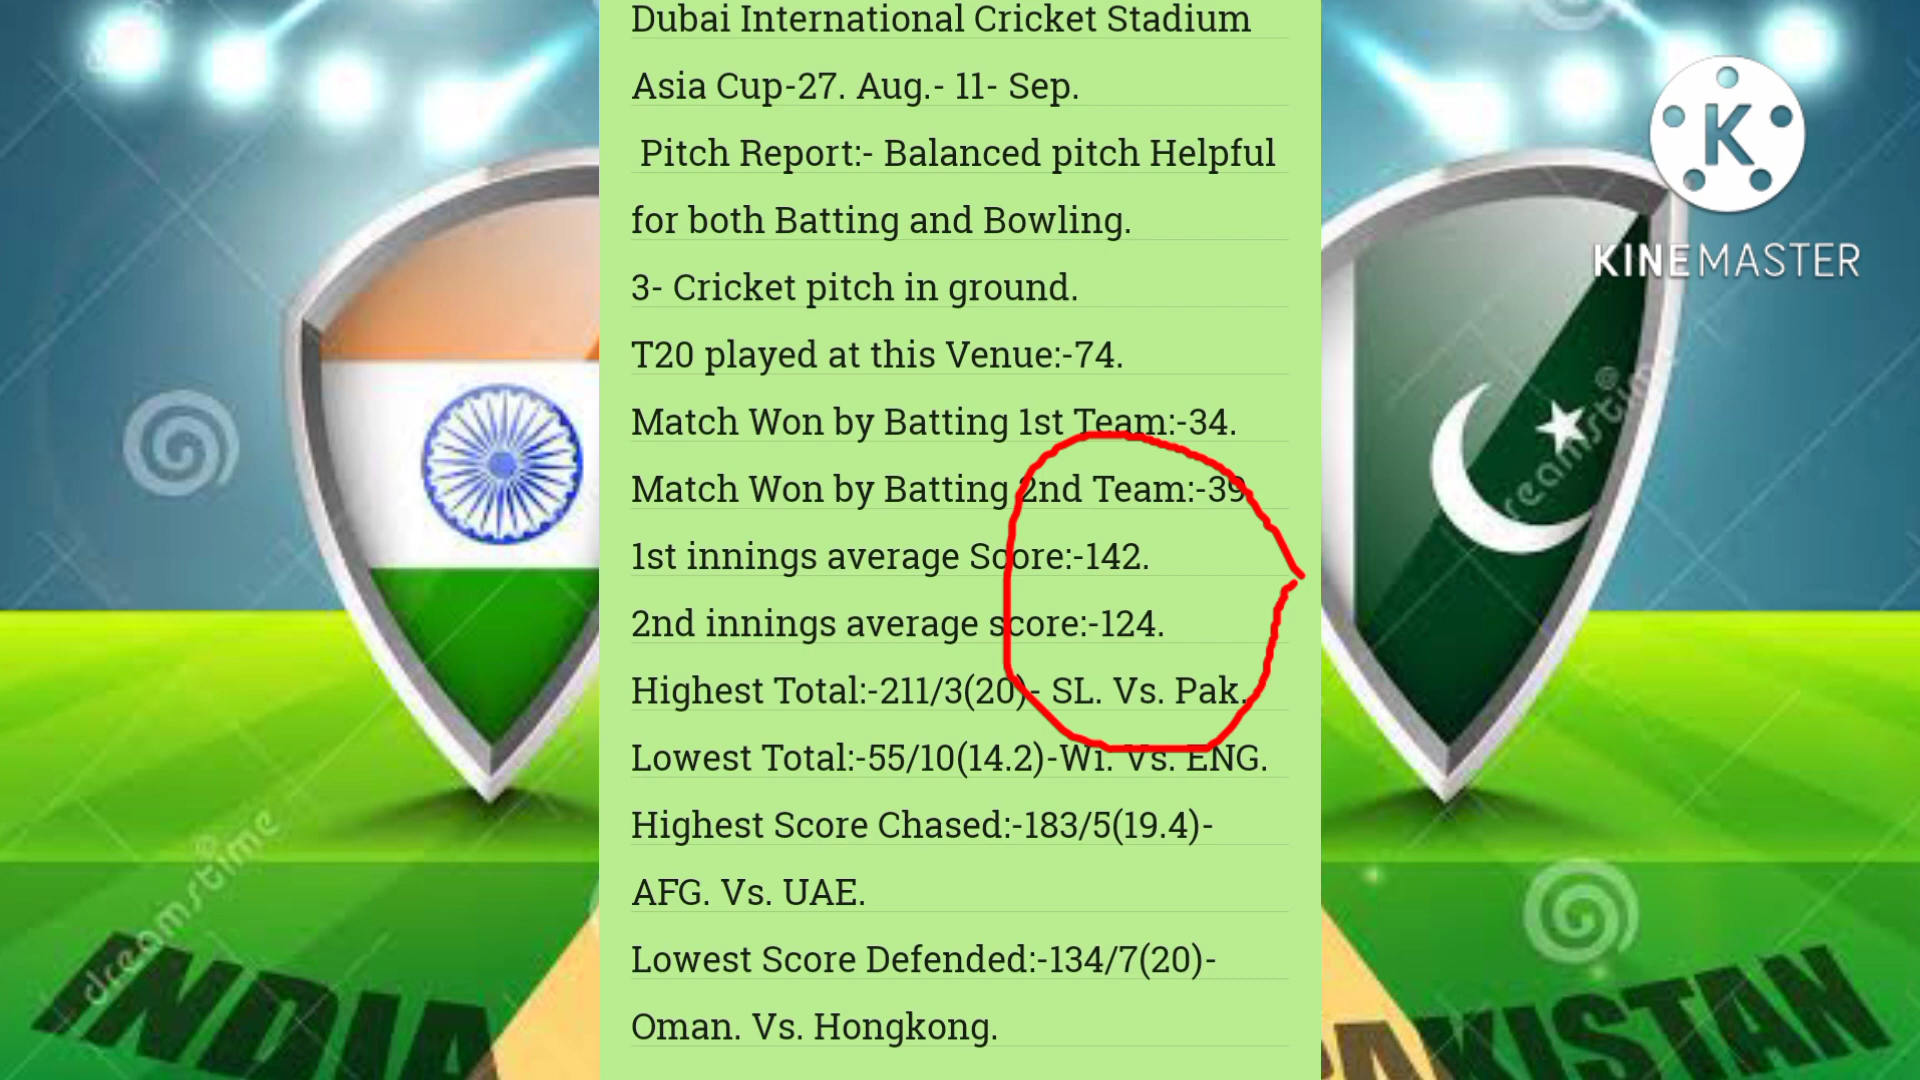 Dubai International Cricket Stadium
Asia Cup-27. Aug.- 11- Sep.
Pitch Report:- Balanced pitch Helpful
for both Batting and Bowling.
3- Cricket pitch in ground.
T20 played at this Venue:-74.
Match Won by Batting 1st Team:-34.
Match Won by Batting 2nd Team:-39
1st innings average Score:-142.
2nd innings average score:-124.
Highest Total:-211/3(20)- SL. Vs. Pak.
Lowest Total:-55/10(14.2)-Wi. Vs. ENG.
Highest Score Chased:-183/5(19.4)-
AFG. Vs. UAE.
Lowest Score Defended:-134/7(20)-
Oman. Vs. Hongkong.
K
KINEMASTER
dreamstime
reamstime
INDIA
PAKISTAN